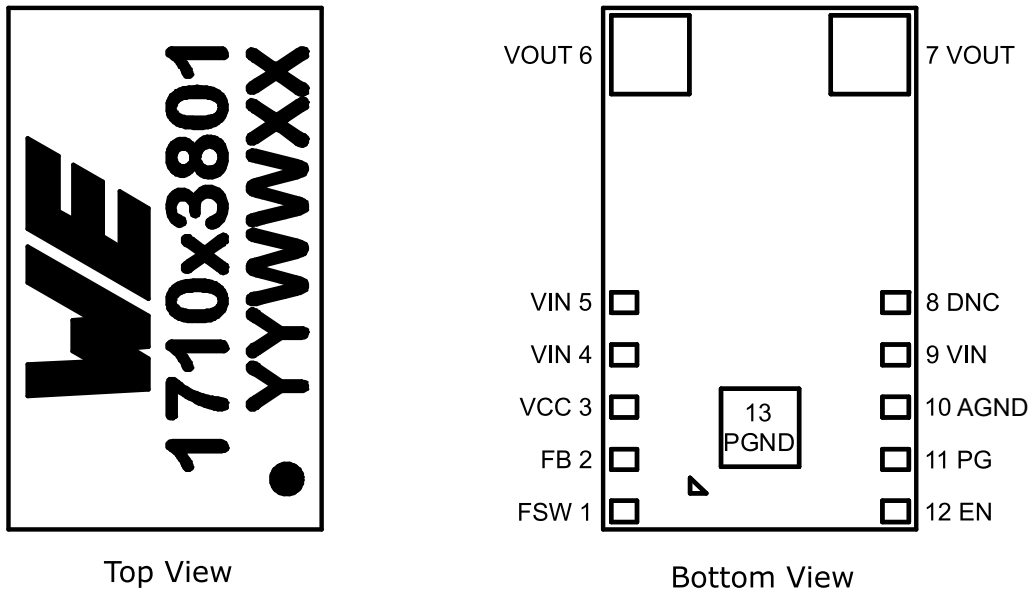 WE
1710x3801
YYWWXX
Top View
VOUT 6
7 VOUT
VIN 5
8 DNC
VIN 4
9 VIN
VCC 3
10 AGND
13
PGND
FB 2
11 PG
FSW 1
12 EN
Bottom View